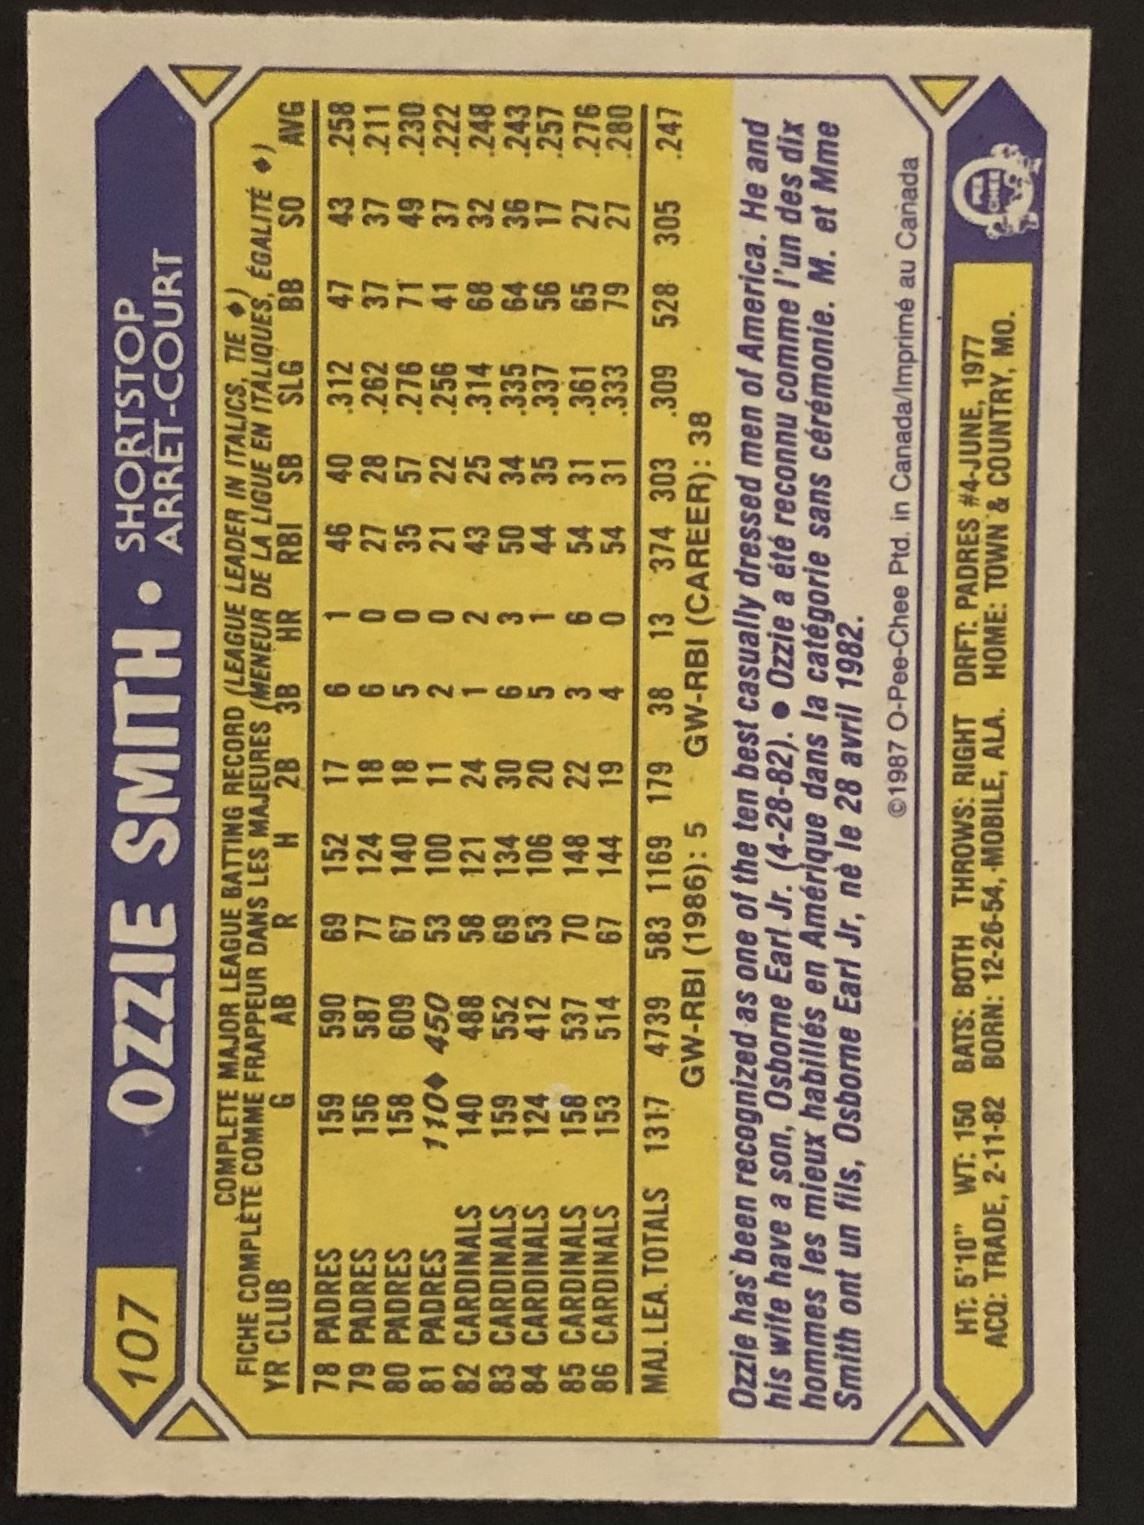 107 OZZIE SMITH • SHORTSTOP
ARRÊT-COURT
COMPLETE MAJOR LEAGUE BATTING RECORD (LEAGUE LEADER IN ITALICS, TIE ♦)
FICHE COMPLÈTE COMME FRAPPEUR DANS LES MAJEURES (MENEUR DE LA LIGUE EN ITALIQUES, ÉGALITÉ ♦)
YR CLUB G AB R H 2B 3B HR RBI SB SLG BB SO AVG
78 PADRES 159 590 69 152 17 6 1 46 40 .312 47 43 .258
79 PADRES 156 587 77 124 18 6 0 27 28 .262 37 37 .211
80 PADRES 158 609 67 140 18 5 0 35 57 .276 71 49 .230
81 PADRES 110♦ 450 53 100 11 2 0 21 22 .256 41 37 .222
82 CARDINALS 140 488 58 121 24 1 2 43 25 .314 68 32 .248
83 CARDINALS 159 552 69 134 30 6 3 50 34 .335 64 36 .243
84 CARDINALS 124 412 53 106 20 5 1 44 35 .337 56 17 .257
85 CARDINALS 158 537 70 148 22 3 6 54 31 .361 65 27 .276
86 CARDINALS 153 514 67 144 19 4 0 54 31 .333 79 27 .280
MAJ. LEA. TOTALS 1317 4739 583 1169 179 38 13 374 303 .309 528 305 .247
GW-RBI (1986): 5 GW-RBI (CAREER): 38
Ozzie has been recognized as one of the ten best casually dressed men of America. He and
his wife have a son, Osborne Earl Jr. (4-28-82). • Ozzie a été reconnu comme l'un des dix
hommes les mieux habillés en Amérique dans la catégorie sans cérémonie. M. et Mme
Smith ont un fils, Osborne Earl Jr, nè le 28 avril 1982.
©1987 O-Pee-Chee Ptd. in Canada/Imprimé au Canada
HT: 5'10" WT: 150 BATS: BOTH THROWS: RIGHT DRFT: PADRES #4-JUNE, 1977
ACQ: TRADE, 2-11-82 BORN: 12-26-54, MOBILE, ALA. HOME: TOWN & COUNTRY, MO.
O PEE
CHEE